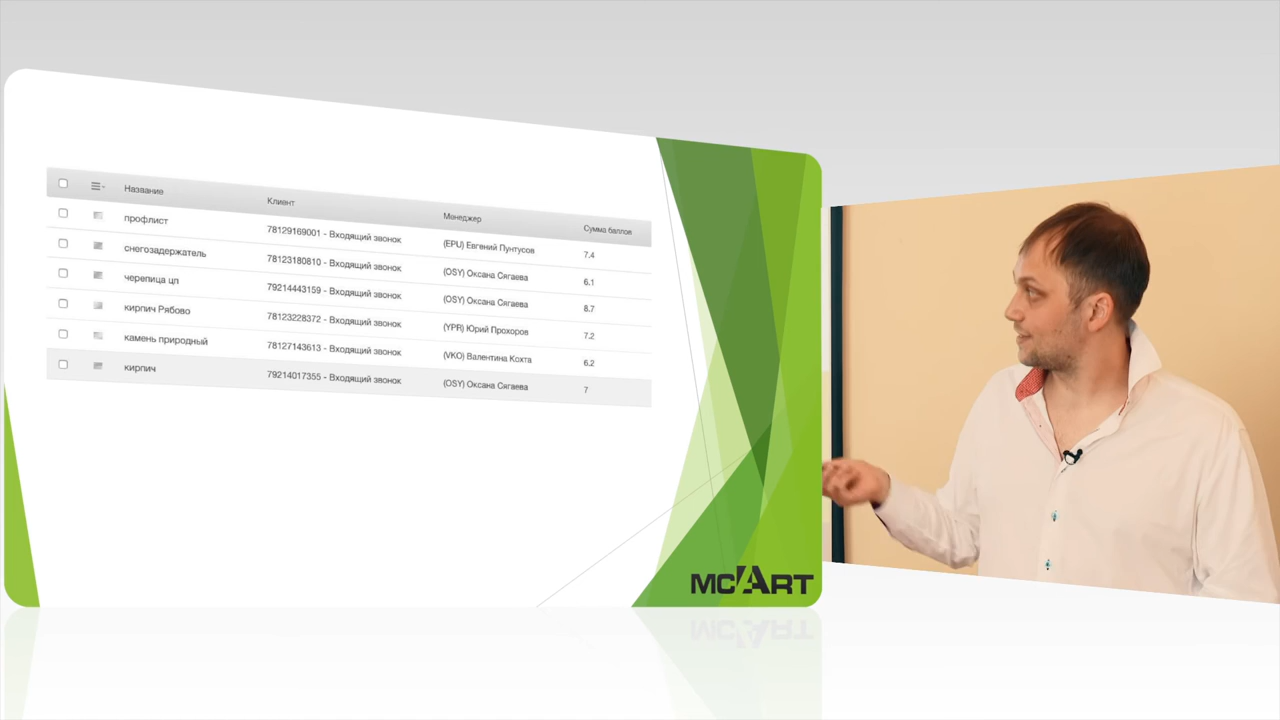 Название Клиент Менеджер Сумма баллов
профлист 78129169001 - Входящий звонок (EPU) Евгений Пунтусов 7.4
снегозадержатель 78123180810 - Входящий звонок (OSY) Оксана Сягаева 6.1
черепица цп 79214443159 - Входящий звонок (OSY) Оксана Сягаева 8.7
кирпич Рябово 78123228372 - Входящий звонок (YPR) Юрий Прохоров 7.2
камень природный 78127143613 - Входящий звонок (VKO) Валентина Кохта 6.2
кирпич 79214017355 - Входящий звонок (OSY) Оксана Сягаева 7
MCART